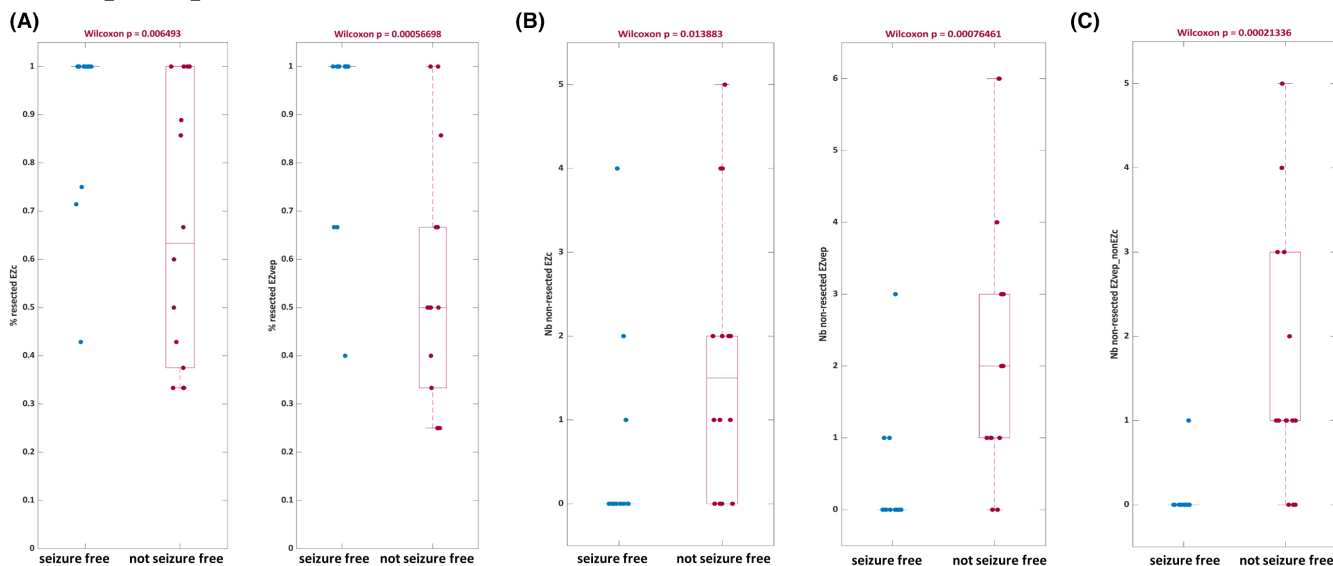 (A)
Wilcoxon p = 0.006493
% resected EZc
1
0.9
0.8
0.7
0.6
0.5
0.4
0.3
0.2
0.1
0
seizure free not seizure free
Wilcoxon p = 0.00056698
% resected EZvep
1
0.9
0.8
0.7
0.6
0.5
0.4
0.3
0.2
0.1
0
seizure free not seizure free
(B)
Wilcoxon p = 0.013883
Nb non-resected EZc
5
4
3
2
1
0
seizure free not seizure free
Wilcoxon p = 0.00076461
Nb non-resected EZvep
6
5
4
3
2
1
0
seizure free not seizure free
(C)
Wilcoxon p = 0.00021336
Nb non-resected EZvep_nonEZc
5
4
3
2
1
0
seizure free not seizure free